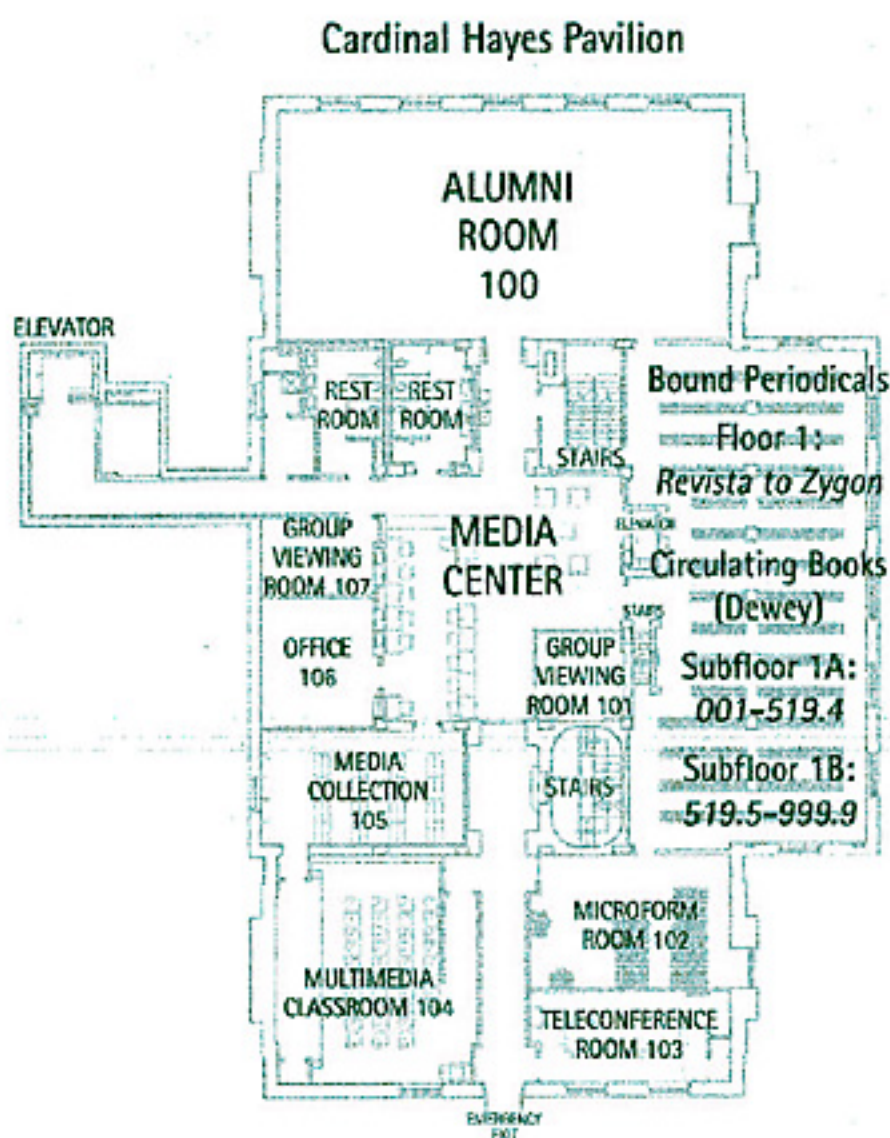 Cardinal Hayes Pavilion
ALUMNI
ROOM
100
ELEVATOR
REST
ROOM
REST
ROOM
STAIRS
Bound Periodicals
Floor 1:
Revista to Zygon
GROUP
VIEWING
ROOM 107
MEDIA
CENTER
ELEVATOR
Circulating Books
(Dewey)
STAIRS
OFFICE
106
GROUP
VIEWING
ROOM 101
Subfloor 1A:
001-519.4
MEDIA
COLLECTION
105
STAIRS
Subfloor 1B:
519.5-999.9
MICROFORM
ROOM 102
MULTIMEDIA
CLASSROOM 104
TELECONFERENCE
ROOM 103
EMERGENCY
EXIT